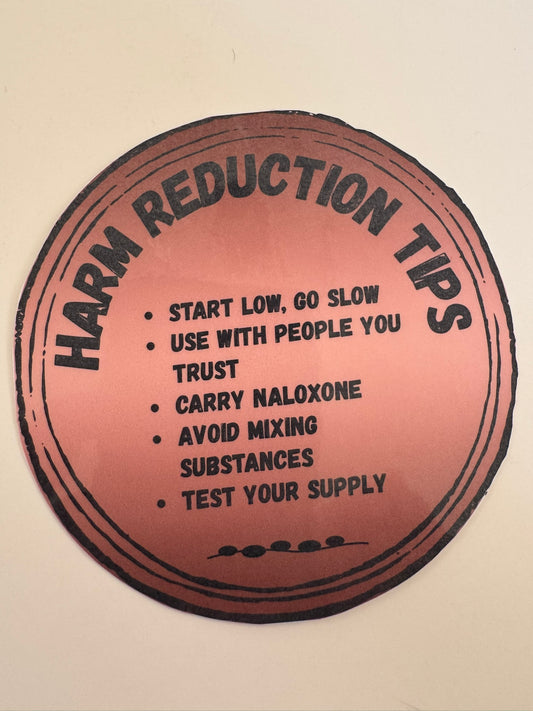 HARM REDUCTION TIPS
• START LOW, GO SLOW
• USE WITH PEOPLE YOU
TRUST
• CARRY NALOXONE
• AVOID MIXING
SUBSTANCES
• TEST YOUR SUPPLY